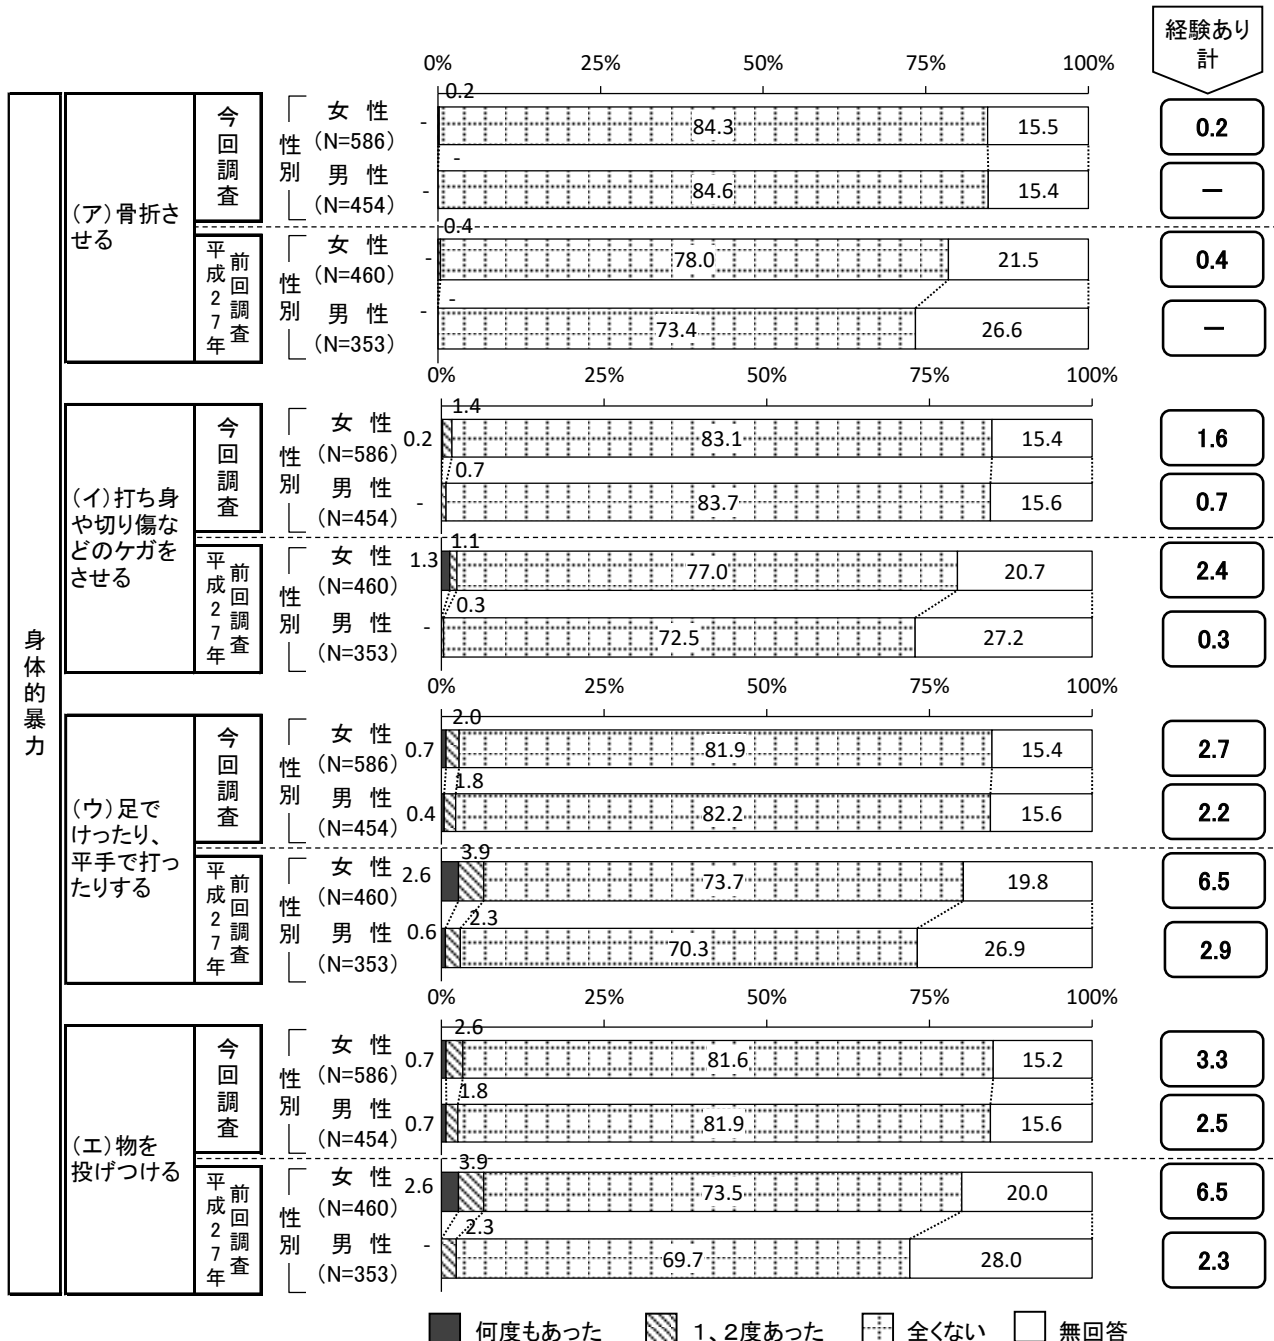 経験あり
計
0% 25% 50% 75% 100%
身体的暴力
(ア)骨折さ
せる
今回調査
性別
女 性
(N=586)
- 0.2 84.3 15.5 0.2
男 性
(N=454)
- - 84.6 15.4 －
平成27年
前回調査
性別
女 性
(N=460)
- 0.4 78.0 21.5 0.4
男 性
(N=353)
- - 73.4 26.6 －
0% 25% 50% 75% 100%
(イ)打ち身
や切り傷な
どのケガを
させる
今回調査
性別
女 性
(N=586)
0.2 1.4 83.1 15.4 1.6
男 性
(N=454)
- 0.7 83.7 15.6 0.7
平成27年
前回調査
性別
女 性
(N=460)
1.3 1.1 77.0 20.7 2.4
男 性
(N=353)
- 0.3 72.5 27.2 0.3
0% 25% 50% 75% 100%
(ウ)足で
けったり、
平手で打っ
たりする
今回調査
性別
女 性
(N=586)
0.7 2.0 81.9 15.4 2.7
男 性
(N=454)
0.4 1.8 82.2 15.6 2.2
平成27年
前回調査
性別
女 性
(N=460)
2.6 3.9 73.7 19.8 6.5
男 性
(N=353)
0.6 2.3 70.3 26.9 2.9
0% 25% 50% 75% 100%
(エ)物を
投げつける
今回調査
性別
女 性
(N=586)
0.7 2.6 81.6 15.2 3.3
男 性
(N=454)
0.7 1.8 81.9 15.6 2.5
平成27年
前回調査
性別
女 性
(N=460)
2.6 3.9 73.5 20.0 6.5
男 性
(N=353)
- 2.3 69.7 28.0 2.3
何度もあった 1、2度あった 全くない 無回答